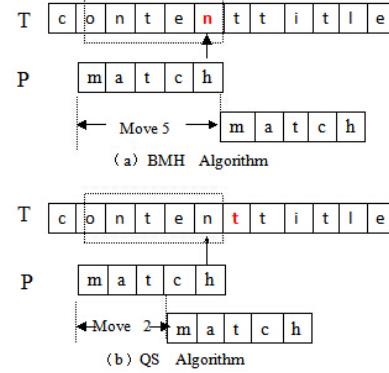 T c o n t e n t t i t l e
P m a t c h
Move 5 m a t c h
(a) BMH Algorithm
T c o n t e n t t i t l e
P m a t c h
Move 2 m a t c h
(b) QS Algorithm